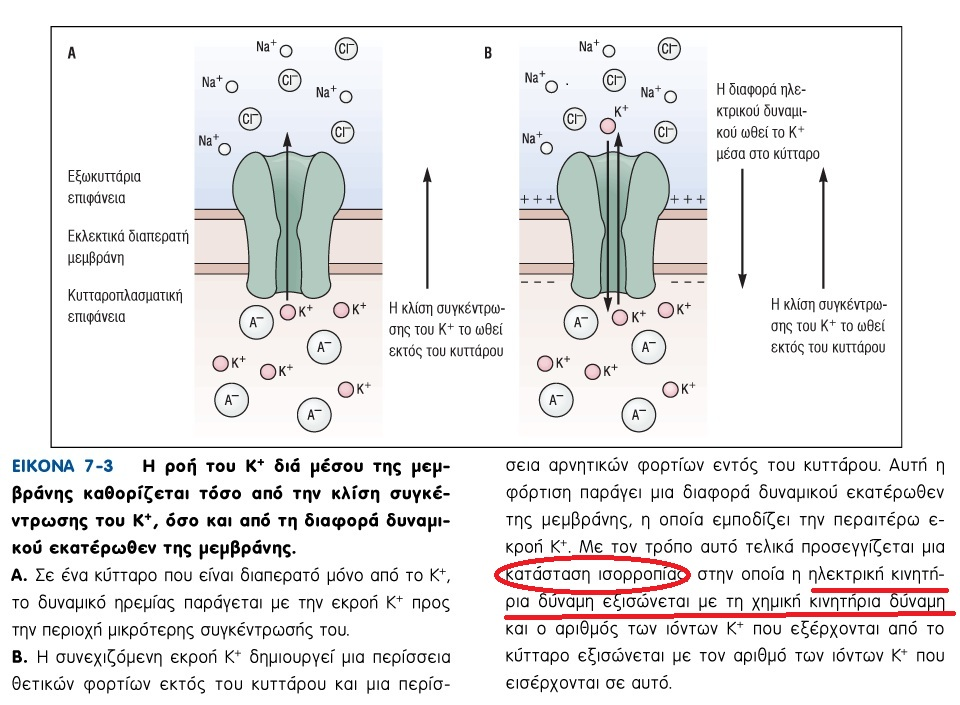 A
Na⁺
Cl⁻
Cl⁻
Na⁺
Na⁺
Cl⁻
Cl⁻
Na⁺
Εξωκυττάρια
επιφάνεια
Εκλεκτικά διαπερατή
μεμβράνη
Κυτταροπλασματική
επιφάνεια
K⁺
K⁺
A⁻
A⁻
K⁺
K⁺
K⁺
A⁻
A⁻
Η κλίση συγκέντρω-
σης του K⁺ το ωθεί
εκτός του κυττάρου
B
Na⁺
Cl⁻
Na⁺
Cl⁻
Na⁺
K⁺
Cl⁻
Cl⁻
Na⁺
+ + +
+ + +
- - -
- - -
K⁺
K⁺
A⁻
A⁻
K⁺
K⁺
K⁺
A⁻
A⁻
Η διαφορά ηλε-
κτρικού δυναμι-
κού ωθεί το K⁺
μέσα στο κύτταρο
Η κλίση συγκέντρω-
σης του K⁺ το ωθεί
εκτός του κυττάρου
ΕΙΚΟΝΑ 7-3 Η ροή του K⁺ διά μέσου της μεμ-
βράνης καθορίζεται τόσο από την κλίση συγκέ-
ντρωσης του K⁺, όσο και από τη διαφορά δυναμι-
κού εκατέρωθεν της μεμβράνης.
Α. Σε ένα κύτταρο που είναι διαπερατό μόνο από το K⁺,
το δυναμικό ηρεμίας παράγεται με την εκροή K⁺ προς
την περιοχή μικρότερης συγκέντρωσής του.
Β. Η συνεχιζόμενη εκροή K⁺ δημιουργεί μια περίσσεια
θετικών φορτίων εκτός του κυττάρου και μια περίσ-
σεια αρνητικών φορτίων εντός του κυττάρου. Αυτή η
φόρτιση παράγει μια διαφορά δυναμικού εκατέρωθεν
της μεμβράνης, η οποία εμποδίζει την περαιτέρω ε-
κροή K⁺. Με τον τρόπο αυτό τελικά προσεγγίζεται μια
κατάσταση ισορροπίας στην οποία η ηλεκτρική κινητή-
ρια δύναμη εξισώνεται με τη χημική κινητήρια δύναμη
και ο αριθμός των ιόντων K⁺ που εξέρχονται από το
κύτταρο εξισώνεται με τον αριθμό των ιόντων K⁺ που
εισέρχονται σε αυτό.